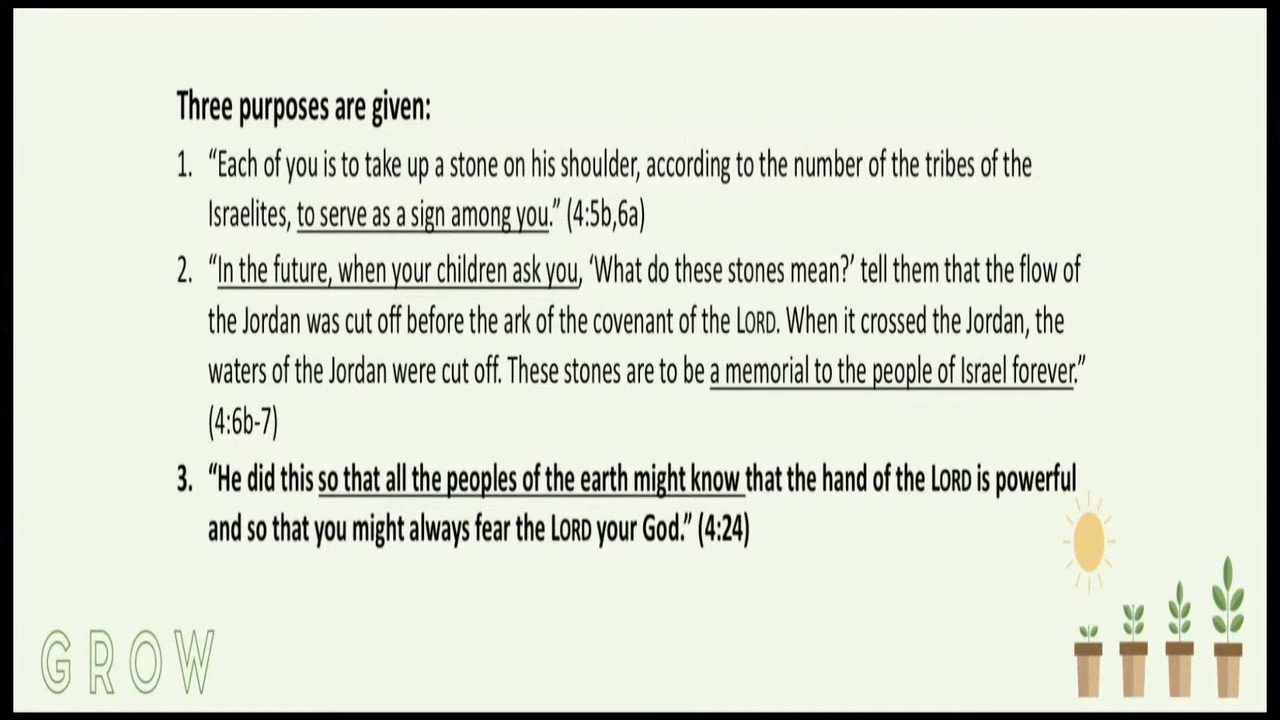 Three purposes are given:
1. “Each of you is to take up a stone on his shoulder, according to the number of the tribes of the
Israelites, to serve as a sign among you.” (4:5b,6a)
2. “In the future, when your children ask you, ‘What do these stones mean?’ tell them that the flow of
the Jordan was cut off before the ark of the covenant of the LORD. When it crossed the Jordan, the
waters of the Jordan were cut off. These stones are to be a memorial to the people of Israel forever.”
(4:6b-7)
3. “He did this so that all the peoples of the earth might know that the hand of the LORD is powerful
and so that you might always fear the LORD your God.” (4:24)
GROW